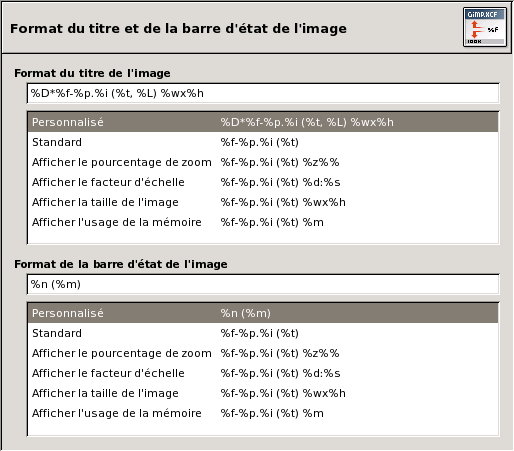 Format du titre et de la barre d'état de l'image
GIMP.XCF
%f
Format du titre de l'image
%D*%f-%p.%i (%t, %L) %wx%h
Personnalisé %D*%f-%p.%i (%t, %L) %wx%h
Standard %f-%p.%i (%t)
Afficher le pourcentage de zoom %f-%p.%i (%t) %z%%
Afficher le facteur d'échelle %f-%p.%i (%t) %d:%s
Afficher la taille de l'image %f-%p.%i (%t) %wx%h
Afficher l'usage de la mémoire %f-%p.%i (%t) %m
Format de la barre d'état de l'image
%n (%m)
Personnalisé %n (%m)
Standard %f-%p.%i (%t)
Afficher le pourcentage de zoom %f-%p.%i (%t) %z%%
Afficher le facteur d'échelle %f-%p.%i (%t) %d:%s
Afficher la taille de l'image %f-%p.%i (%t) %wx%h
Afficher l'usage de la mémoire %f-%p.%i (%t) %m